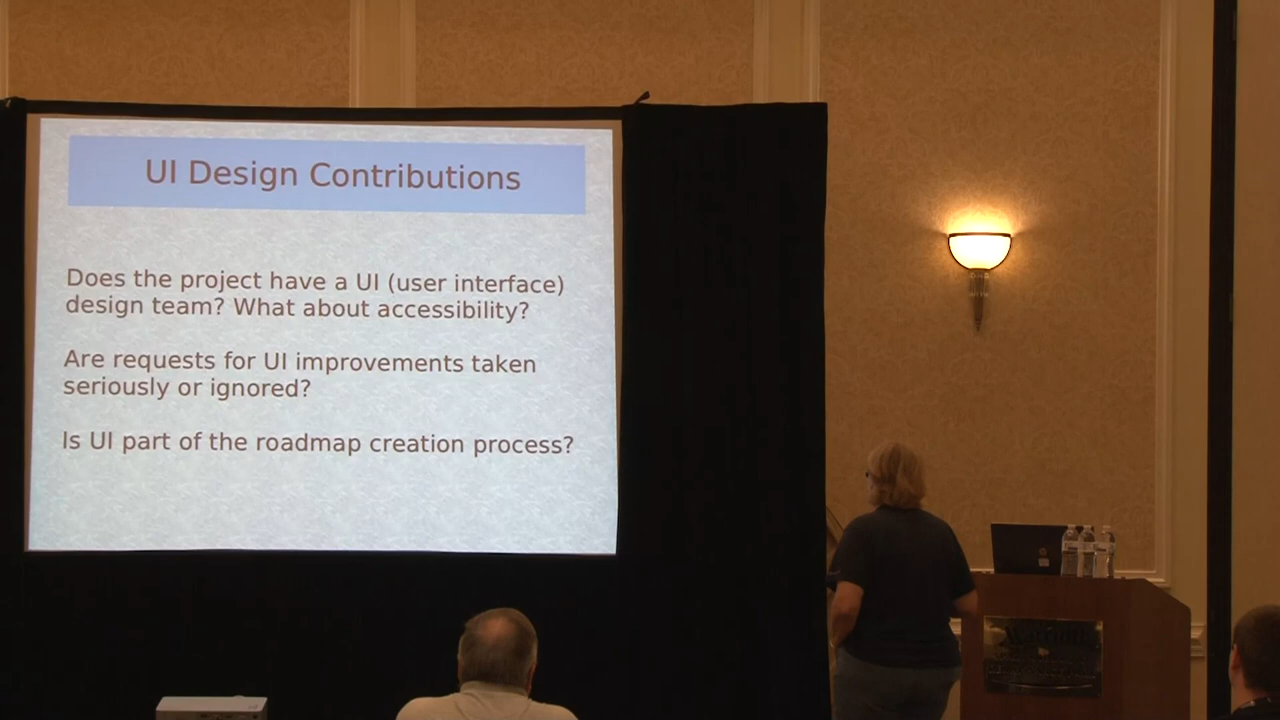 UI Design Contributions
Does the project have a UI (user interface)
design team? What about accessibility?
Are requests for UI improvements taken
seriously or ignored?
Is UI part of the roadmap creation process?